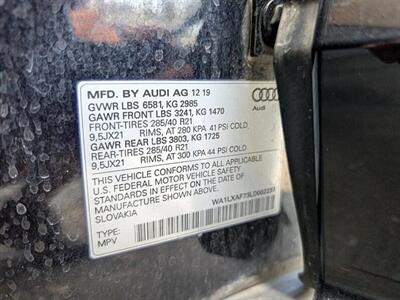 MFD. BY AUDI AG 12 19
GVWR LBS 6581, KG 2985
GAWR FRONT LBS 3241, KG 1470
FRONT-TIRES 285/40 R21
9,5JX21 RIMS, AT 280 KPA 41 PSI COLD
GAWR REAR LBS 3803, KG 1725
REAR-TIRES 285/40 R21
9,5JX21 RIMS, AT 300 KPA 44 PSI COLD
THIS VEHICLE CONFORMS TO ALL APPLICABLE
U.S. FEDERAL MOTOR VEHICLE SAFETY
STANDARDS IN EFFECT ON THE DATE OF
MANUFACTURE SHOWN ABOVE.
SLOVAKIA
TYPE:
MPV
Audi